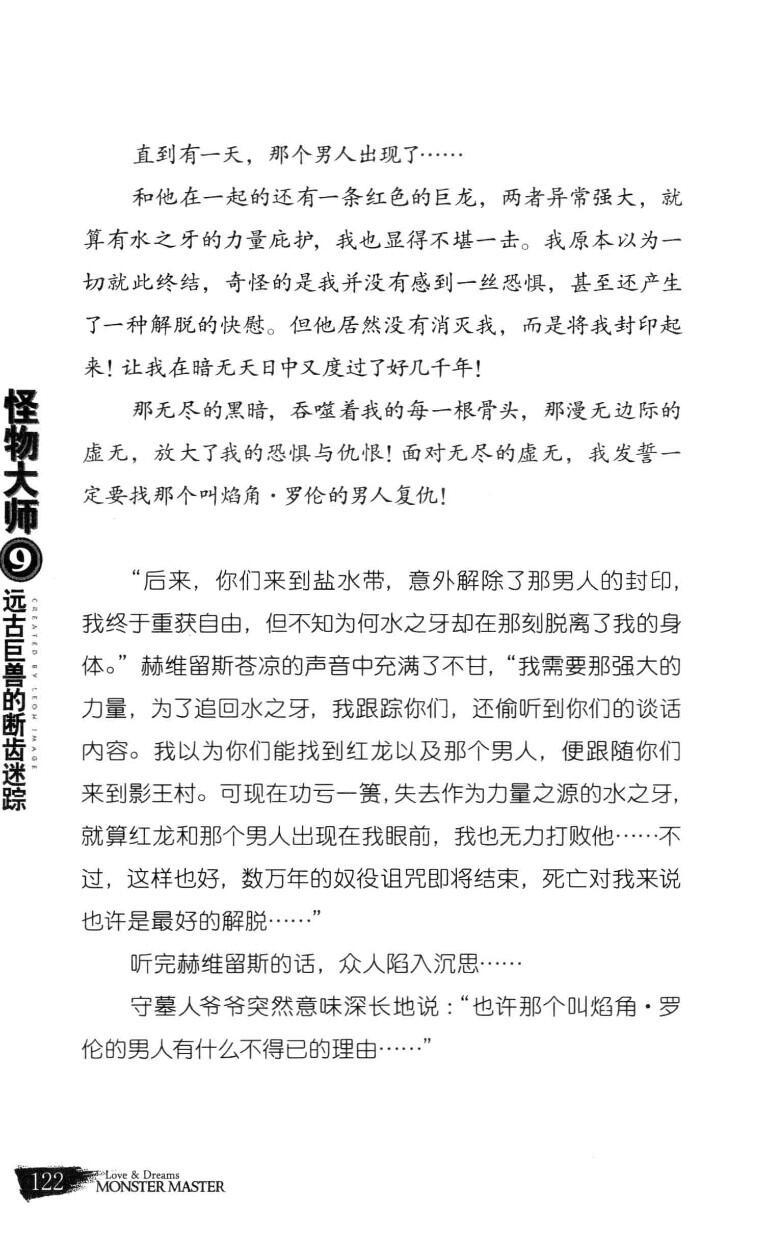 直到有一天，那个男人出现了……
和他在一起的还有一条红色的巨龙，两者异常强大，就
算有水之牙的力量庇护，我也显得不堪一击。我原本以为一
切就此终结，奇怪的是我并没有感到一丝恐惧，甚至还产生
了一种解脱的快慰。但他居然没有消灭我，而是将我封印起
来！让我在暗无天日中又度过了好几千年！
那无尽的黑暗，吞噬着我的每一根骨头，那漫无边际的
虚无，放大了我的恐惧与仇恨！面对无尽的虚无，我发誓一
定要找那个叫焰角·罗伦的男人复仇！
“后来，你们来到盐水带，意外解除了那男人的封印，
我终于重获自由，但不知为何水之牙却在那刻脱离了我的身
体。”赫维留斯苍凉的声音中充满了不甘，“我需要那强大的
力量，为了追回水之牙，我跟踪你们，还偷听到你们的谈话
内容。我以为你们能找到红龙以及那个男人，便跟随你们
来到影王村。可现在功亏一篑，失去作为力量之源的水之牙，
就算红龙和那个男人出现在我眼前，我也无力打败他……不
过，这样也好，数万年的奴役诅咒即将结束，死亡对我来说
也许是最好的解脱……”
听完赫维留斯的话，众人陷入沉思……
守墓人爷爷突然意味深长地说：“也许那个叫焰角·罗
伦的男人有什么不得已的理由……”
怪物大师
9
远古巨兽的断齿迷踪
CREATED BY LEON IMAGE
122
Love & Dreams
MONSTER MASTER